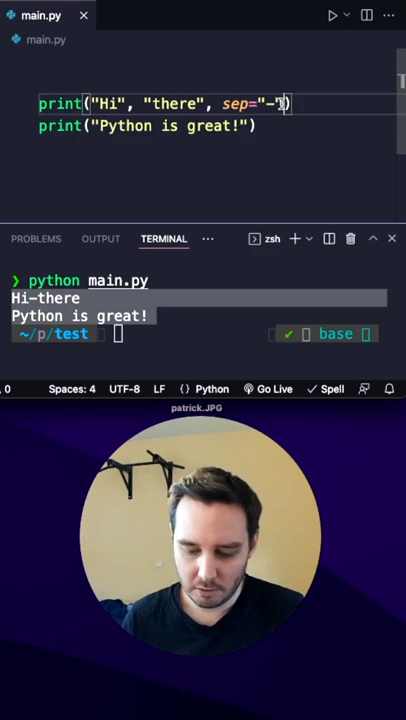 main.py
main.py
print("Hi", "there", sep="-")
print("Python is great!")
PROBLEMS OUTPUT TERMINAL zsh
❯ python main.py
Hi-there
Python is great!
~/p/test base
0 Spaces: 4 UTF-8 LF {} Python Go Live Spell
patrick.JPG